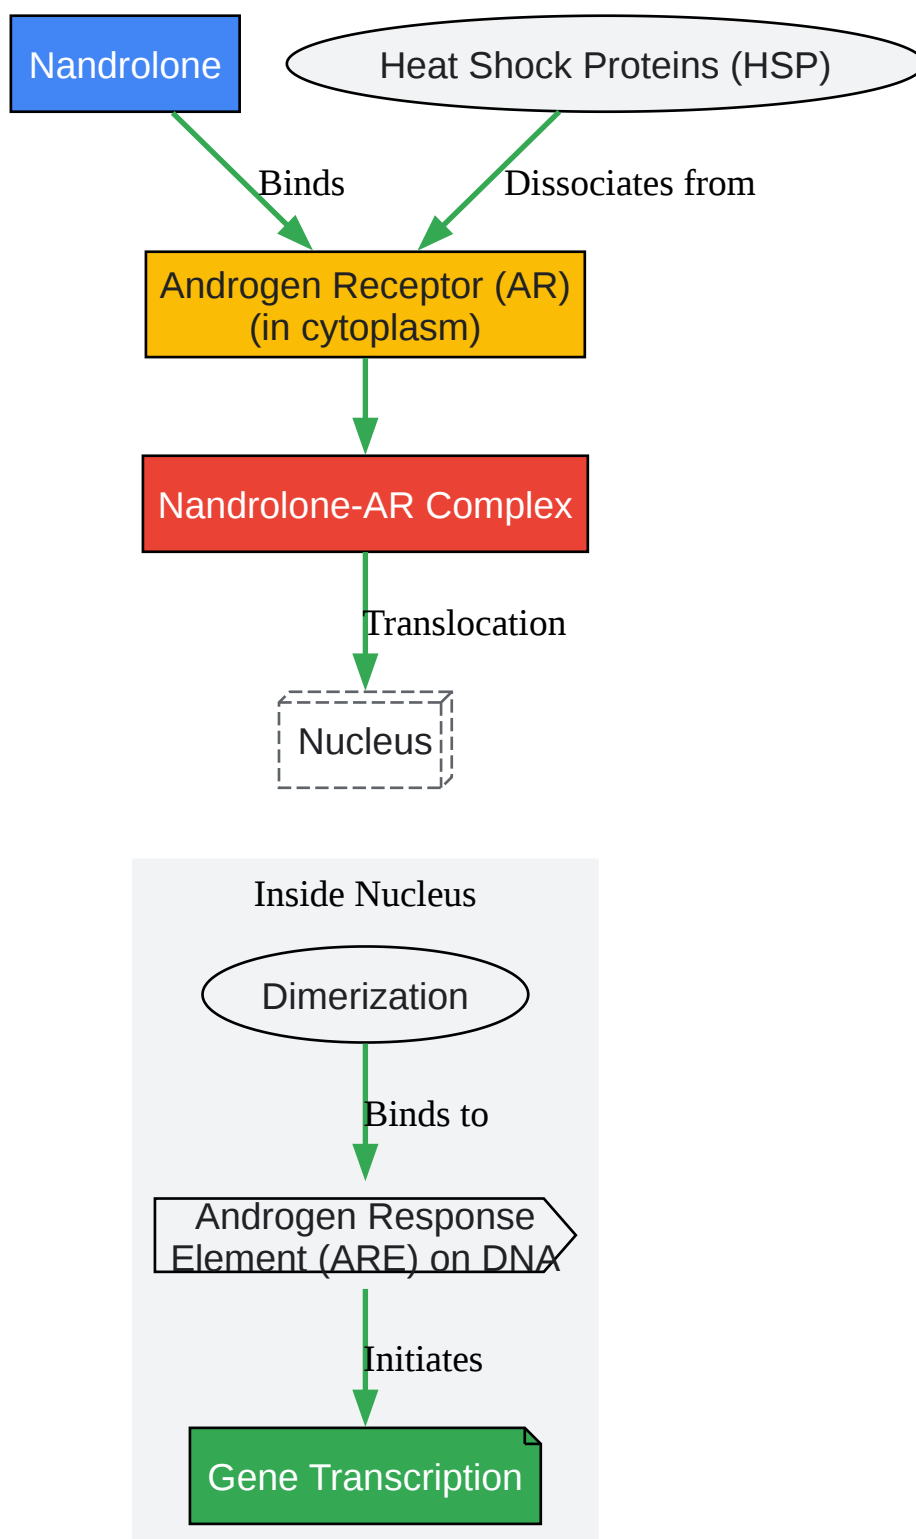 Nandrolone
Heat Shock Proteins (HSP)
Binds
Dissociates from
Androgen Receptor (AR)
(in cytoplasm)
Nandrolone-AR Complex
Translocation
Nucleus
Inside Nucleus
Dimerization
Binds to
Androgen Response
Element (ARE) on DNA
Initiates
Gene Transcription